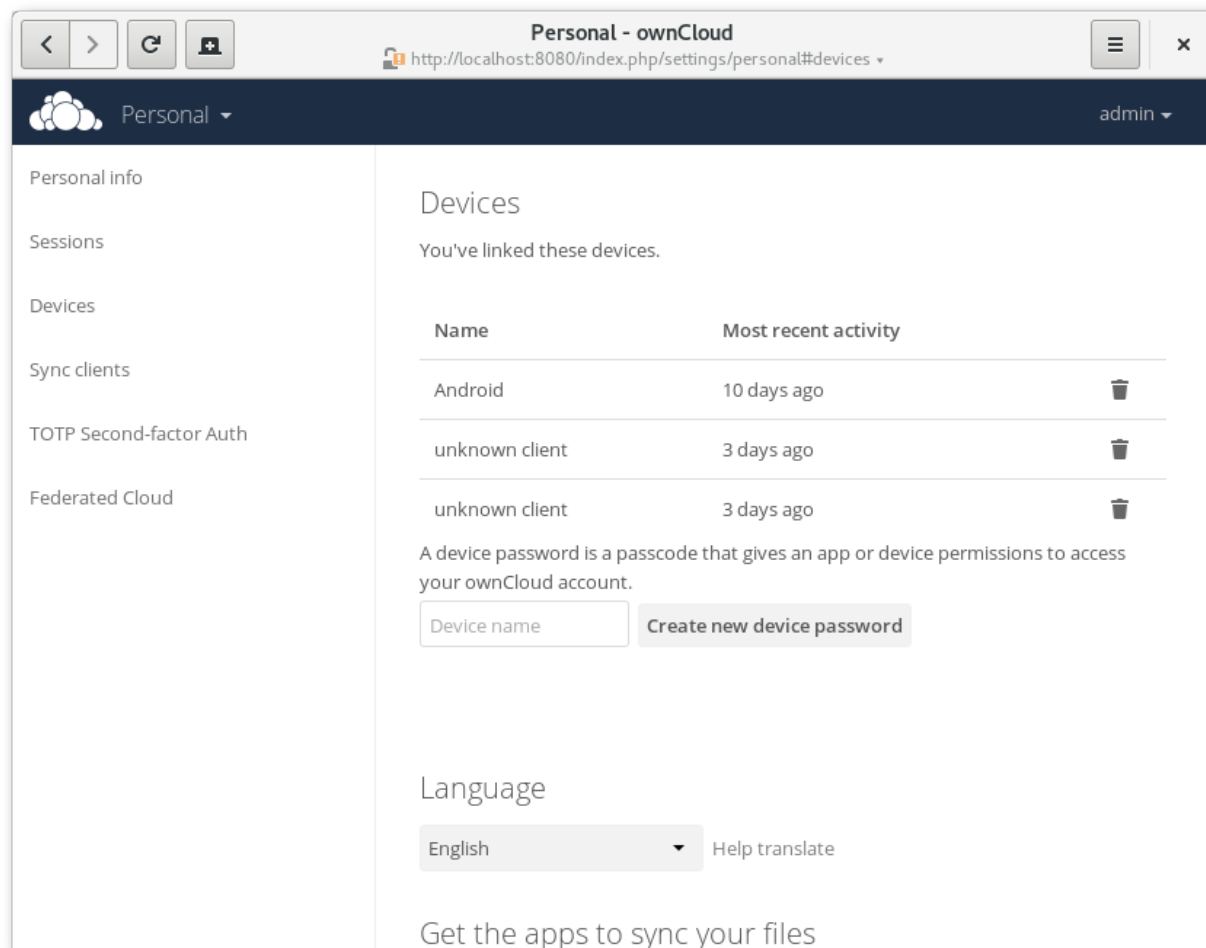 Personal - ownCloud
http://localhost:8080/index.php/settings/personal#devices
Personal
admin
Personal info
Sessions
Devices
Sync clients
TOTP Second-factor Auth
Federated Cloud
Devices
You've linked these devices.
Name Most recent activity
Android 10 days ago
unknown client 3 days ago
unknown client 3 days ago
A device password is a passcode that gives an app or device permissions to access
your ownCloud account.
Device name Create new device password
Language
English Help translate
Get the apps to sync your files